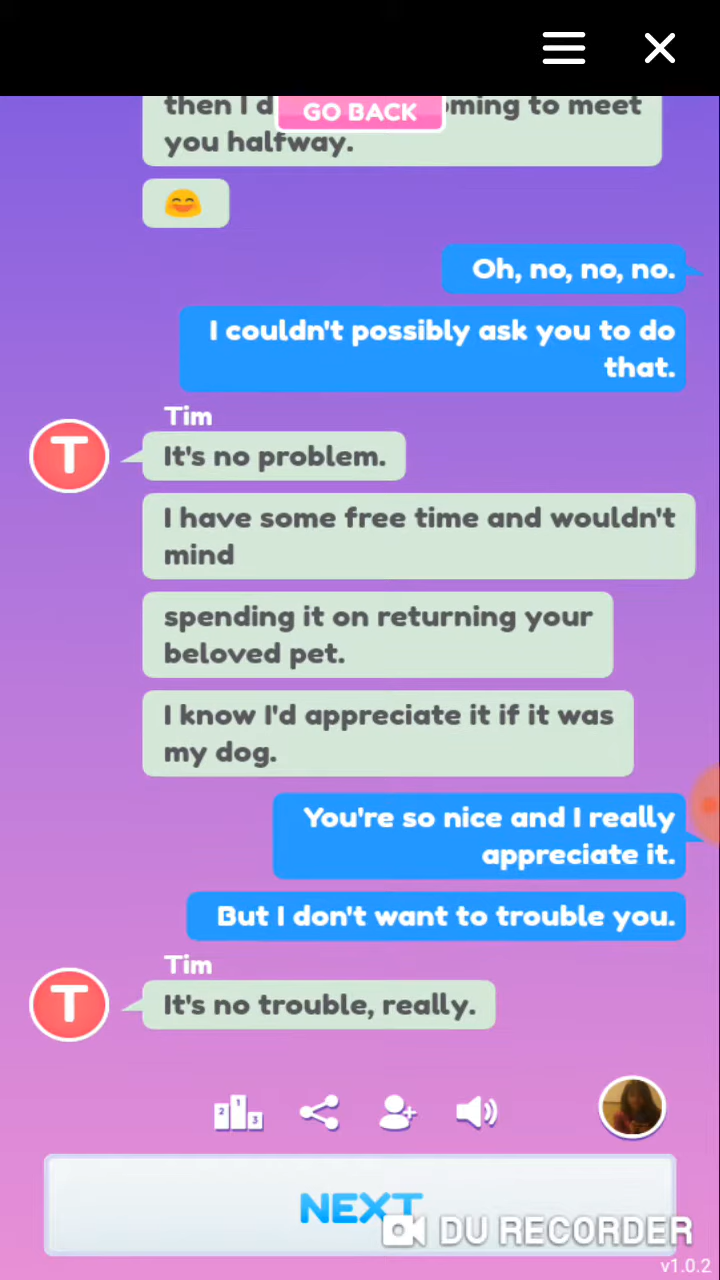 then I d
oming to meet
GO BACK
you halfway.
Oh, no, no, no.
I couldn't possibly ask you to do
that.
Tim
T
It's no problem.
I have some free time and wouldn't
mind
spending it on returning your
beloved pet.
I know I'd appreciate it if it was
my dog.
You're so nice and I really
appreciate it.
But I don't want to trouble you.
Tim
T
It's no trouble, really.
2 1 3
NEXT
DU RECORDER
v1.0.2